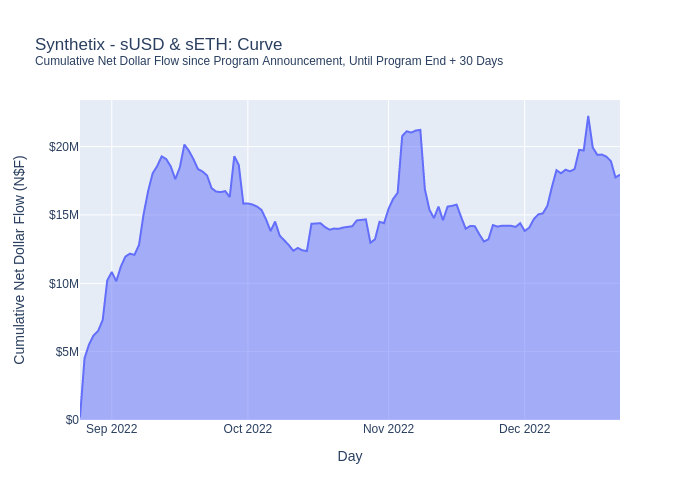 Synthetix - sUSD & sETH: Curve
Cumulative Net Dollar Flow since Program Announcement, Until Program End + 30 Days
Cumulative Net Dollar Flow (N$F)
$20M
$15M
$10M
$5M
$0
Sep 2022
Oct 2022
Nov 2022
Dec 2022
Day